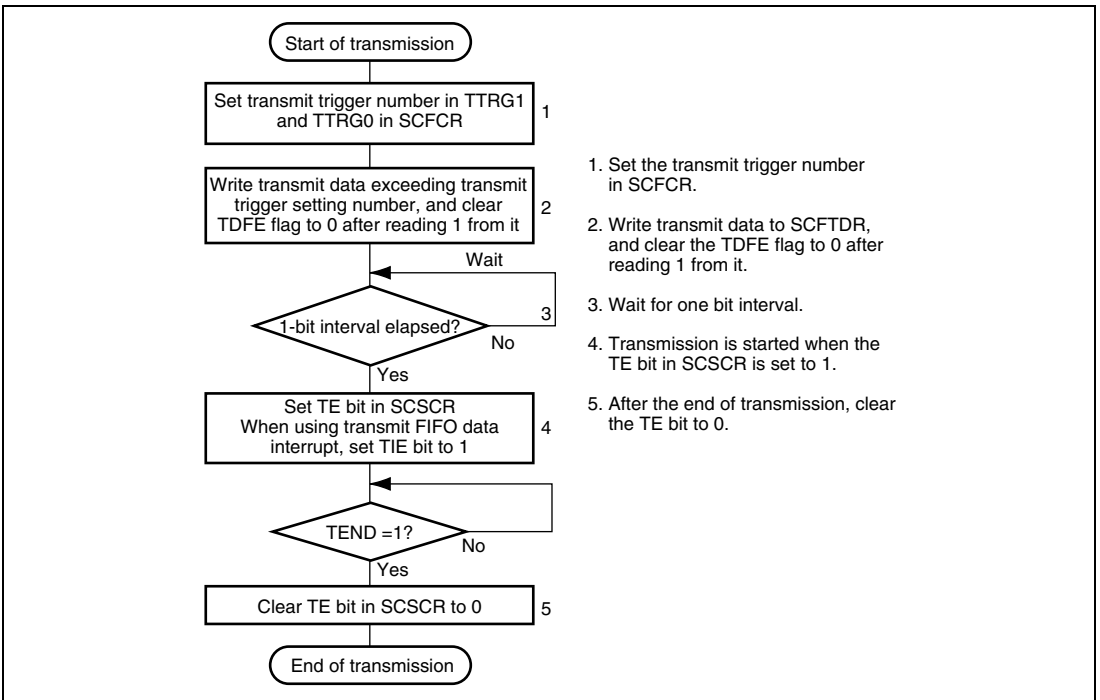 Start of transmission
Set transmit trigger number in TTRG1
and TTRG0 in SCFCR
1
Write transmit data exceeding transmit
trigger setting number, and clear
TDFE flag to 0 after reading 1 from it
2
Wait
1-bit interval elapsed?
3
No
Yes
Set TE bit in SCSCR
When using transmit FIFO data
interrupt, set TIE bit to 1
4
TEND =1?
No
Yes
Clear TE bit in SCSCR to 0
5
End of transmission
1. Set the transmit trigger number
in SCFCR.
2. Write transmit data to SCFTDR,
and clear the TDFE flag to 0 after
reading 1 from it.
3. Wait for one bit interval.
4. Transmission is started when the
TE bit in SCSCR is set to 1.
5. After the end of transmission, clear
the TE bit to 0.